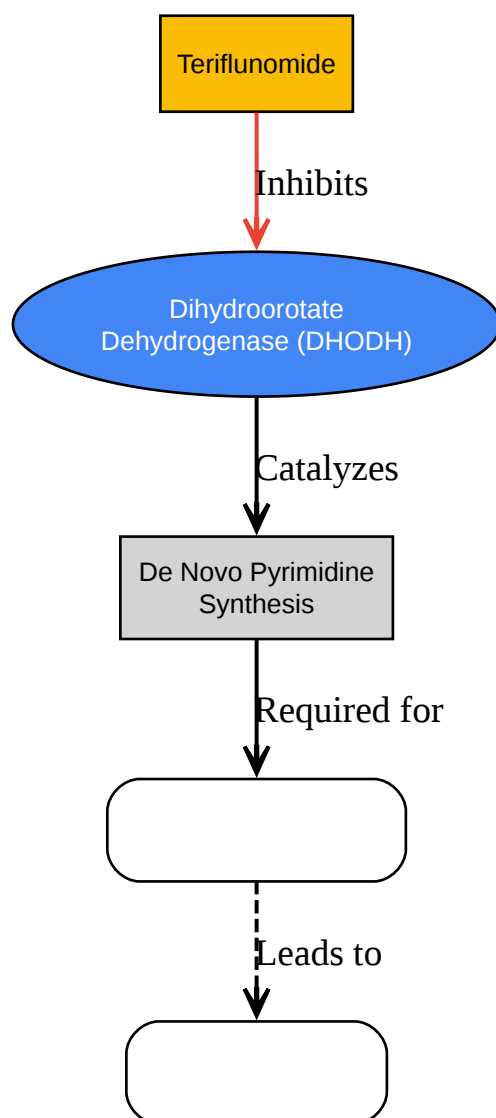 Teriflunomide
Inhibits
Dihydroorotate
Dehydrogenase (DHODH)
Catalyzes
De Novo Pyrimidine
Synthesis
Required for
Leads to